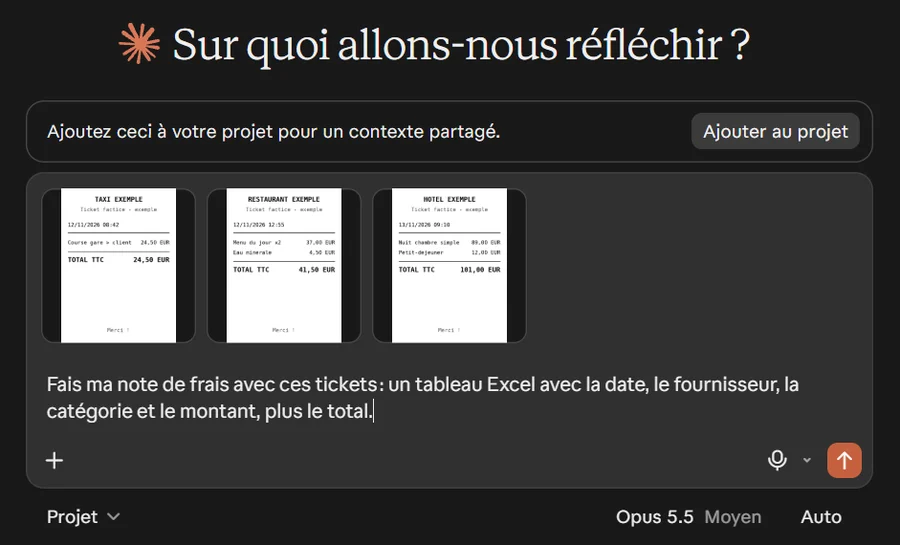 Sur quoi allons-nous réfléchir ?
Ajoutez ceci à votre projet pour un contexte partagé.
Ajouter au projet
TAXI EXEMPLE
Ticket factice - exemple
12/11/2026 08:42
Course gare > client 24,50 EUR
TOTAL TTC 24,50 EUR
Merci !
RESTAURANT EXEMPLE
Ticket factice - exemple
12/11/2026 12:55
Menu du jour x2 37,00 EUR
Eau minerale 4,50 EUR
TOTAL TTC 41,50 EUR
Merci !
HOTEL EXEMPLE
Ticket factice - exemple
13/11/2026 09:10
Nuit chambre simple 89,00 EUR
Petit-dejeuner 12,00 EUR
TOTAL TTC 101,00 EUR
Merci !
Fais ma note de frais avec ces tickets : un tableau Excel avec la date, le fournisseur, la
catégorie et le montant, plus le total.
Projet
Opus 5.5 Moyen
Auto